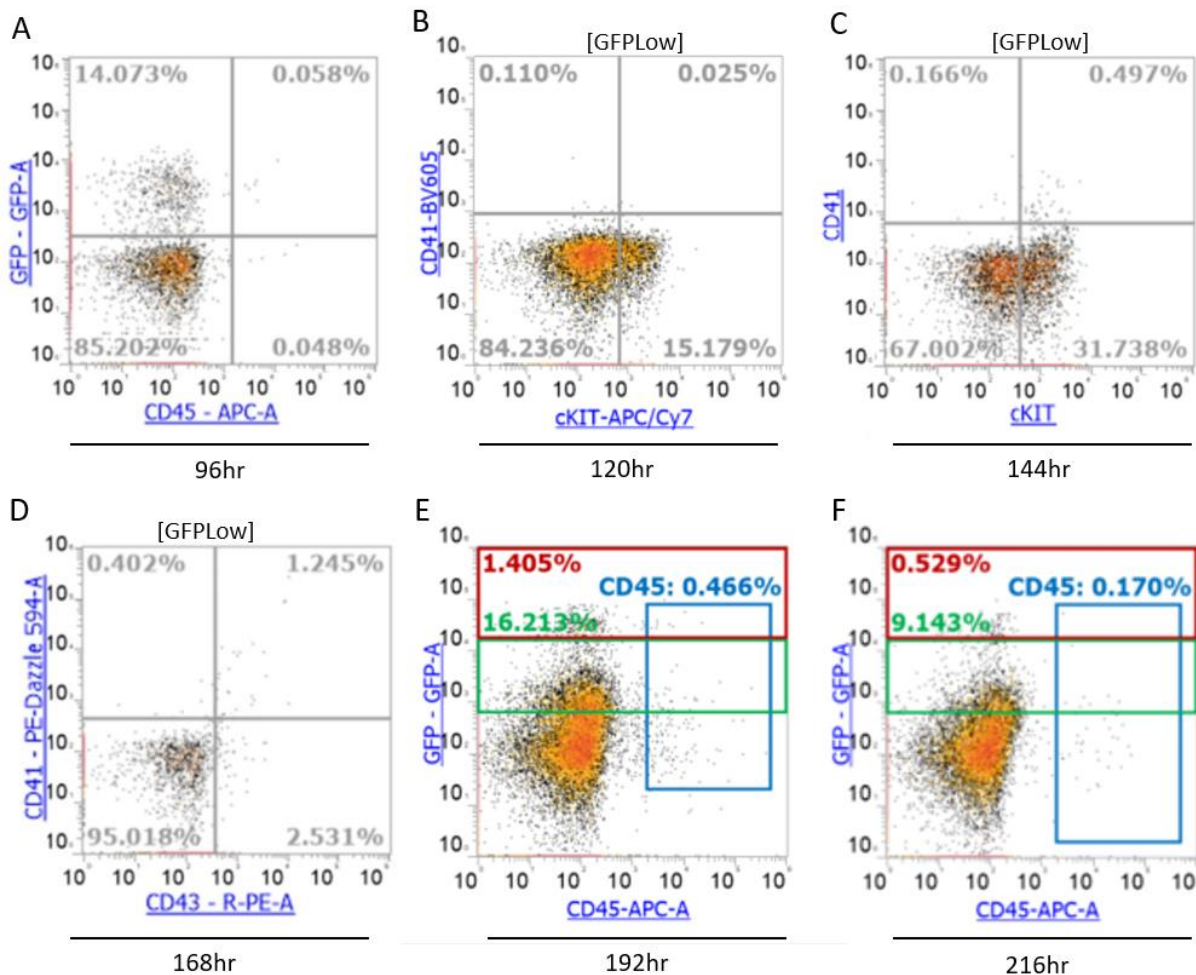 A
14.073%
0.058%
85.202%
0.048%
GFP - GFP-A
CD45 - APC-A
96hr
B
[GFPLow]
0.110%
0.025%
84.236%
15.179%
CD41-BV605
cKIT-APC/Cy7
120hr
C
[GFPLow]
0.166%
0.497%
67.002%
31.738%
CD41
cKIT
144hr
D
[GFPLow]
0.402%
1.245%
95.018%
2.531%
CD41 - PE-Dazzle 594-A
CD43 - R-PE-A
168hr
E
1.405%
CD45: 0.466%
16.213%
GFP - GFP-A
CD45-APC-A
192hr
F
0.529%
CD45: 0.170%
9.143%
GFP - GFP-A
CD45-APC-A
216hr